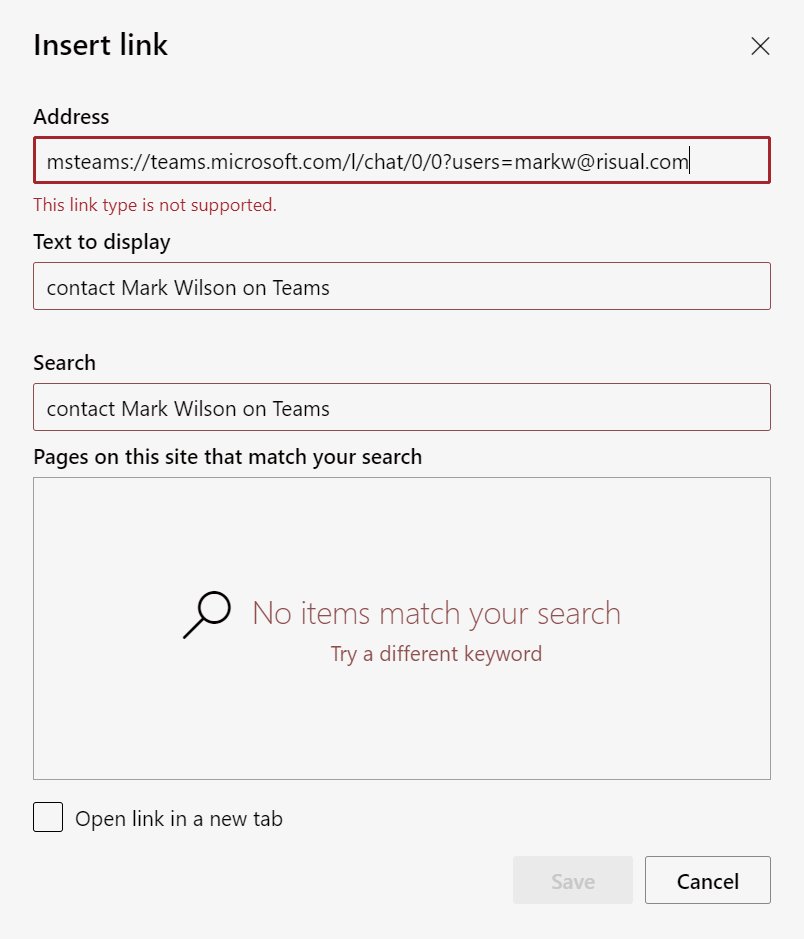 Insert link
Address
msteams://teams.microsoft.com/l/chat/0/0?users=markw@risual.com
This link type is not supported.
Text to display
contact Mark Wilson on Teams
Search
contact Mark Wilson on Teams
Pages on this site that match your search
No items match your search
Try a different keyword
Open link in a new tab
Save Cancel